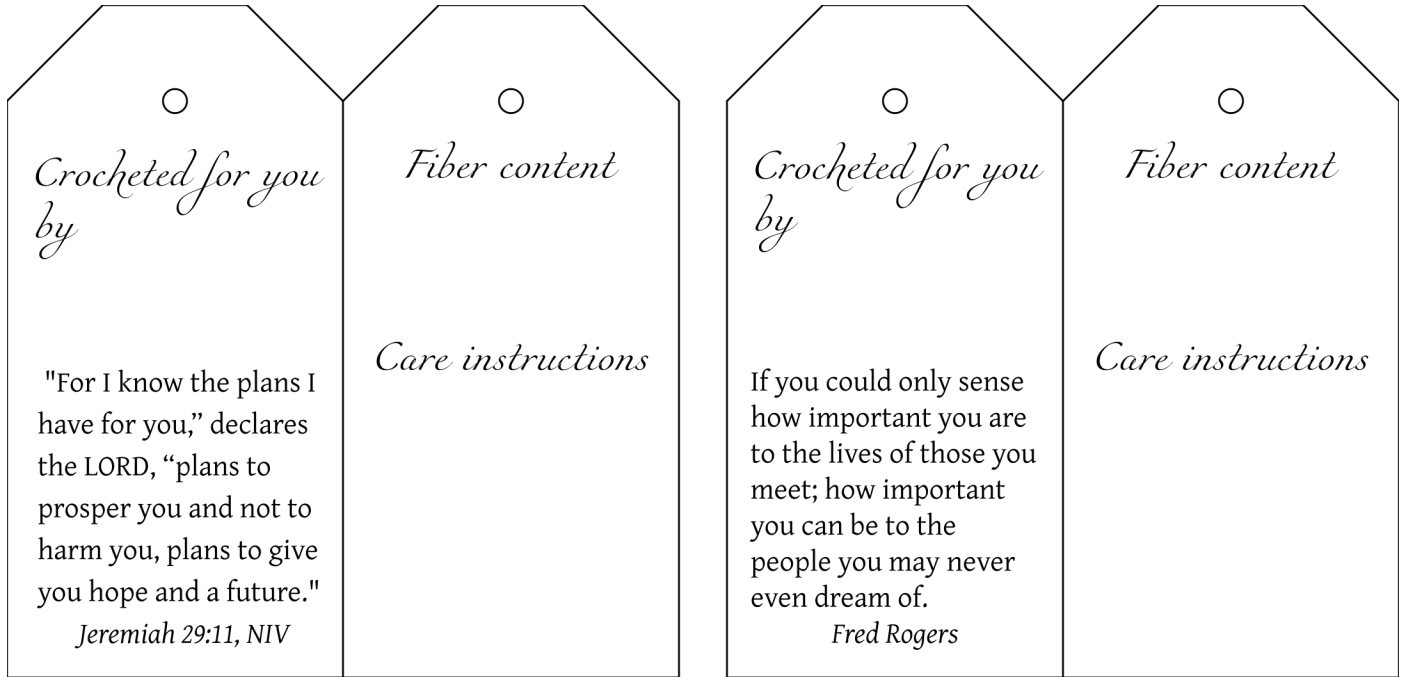 Crocheted for you
by
"For I know the plans I
have for you,” declares
the LORD, “plans to
prosper you and not to
harm you, plans to give
you hope and a future."
Jeremiah 29:11, NIV
Fiber content
Care instructions
Crocheted for you
by
If you could only sense
how important you are
to the lives of those you
meet; how important
you can be to the
people you may never
even dream of.
Fred Rogers
Fiber content
Care instructions